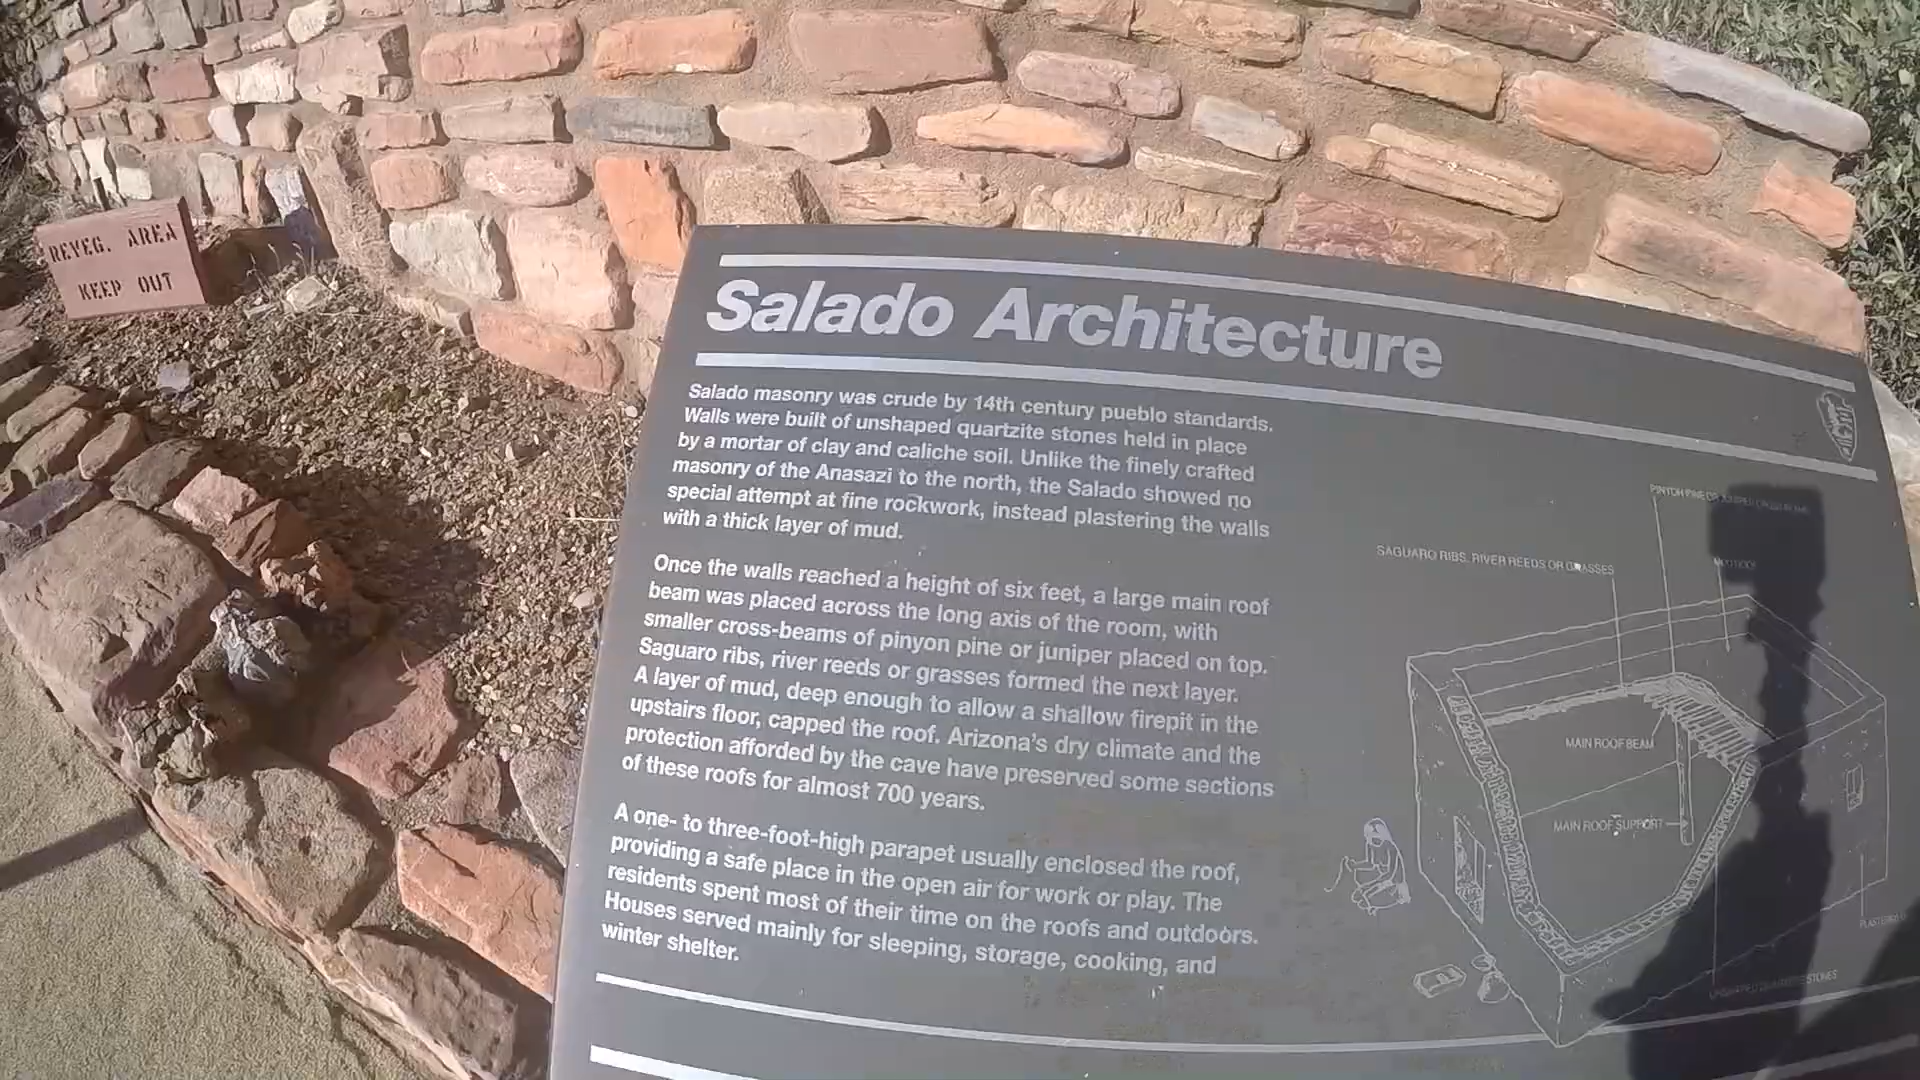 REVEG. AREA
KEEP OUT
Salado Architecture
Salado masonry was crude by 14th century pueblo standards.
Walls were built of unshaped quartzite stones held in place
by a mortar of clay and caliche soil. Unlike the finely crafted
masonry of the Anasazi to the north, the Salado showed no
special attempt at fine rockwork, instead plastering the walls
with a thick layer of mud.
Once the walls reached a height of six feet, a large main roof
beam was placed across the long axis of the room, with
smaller cross-beams of pinyon pine or juniper placed on top.
Saguaro ribs, river reeds or grasses formed the next layer.
A layer of mud, deep enough to allow a shallow firepit in the
upstairs floor, capped the roof. Arizona's dry climate and the
protection afforded by the cave have preserved some sections
of these roofs for almost 700 years.
A one- to three-foot-high parapet usually enclosed the roof,
providing a safe place in the open air for work or play. The
residents spent most of their time on the roofs and outdoors.
Houses served mainly for sleeping, storage, cooking, and
winter shelter.
PINYON PINE OR JUNIPER
SAGUARO RIBS, RIVER REEDS OR GRASSES
MAIN ROOF BEAM
MAIN ROOF SUPPORT
STONES